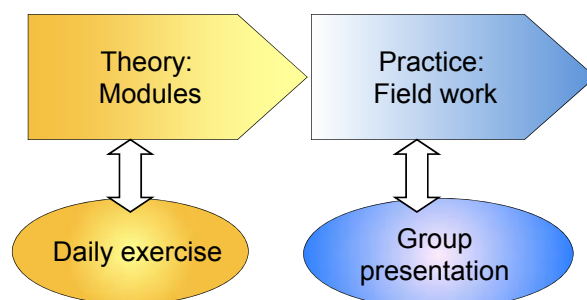 Theory:
Modules
Practice:
Field work
Daily exercise
Group
presentation